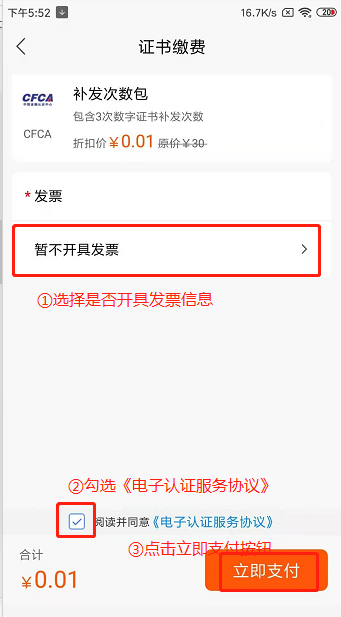 下午5:52
16.7K/s
20
证书缴费
CFCA
补发次数包
包含3次数字证书补发次数
CFCA
折扣价¥0.01 原价¥30
* 发票
暂不开具发票
①选择是否开具发票信息
②勾选《电子认证服务协议》
阅读并同意《电子认证服务协议》
③点击立即支付按钮
合计
¥0.01
立即支付